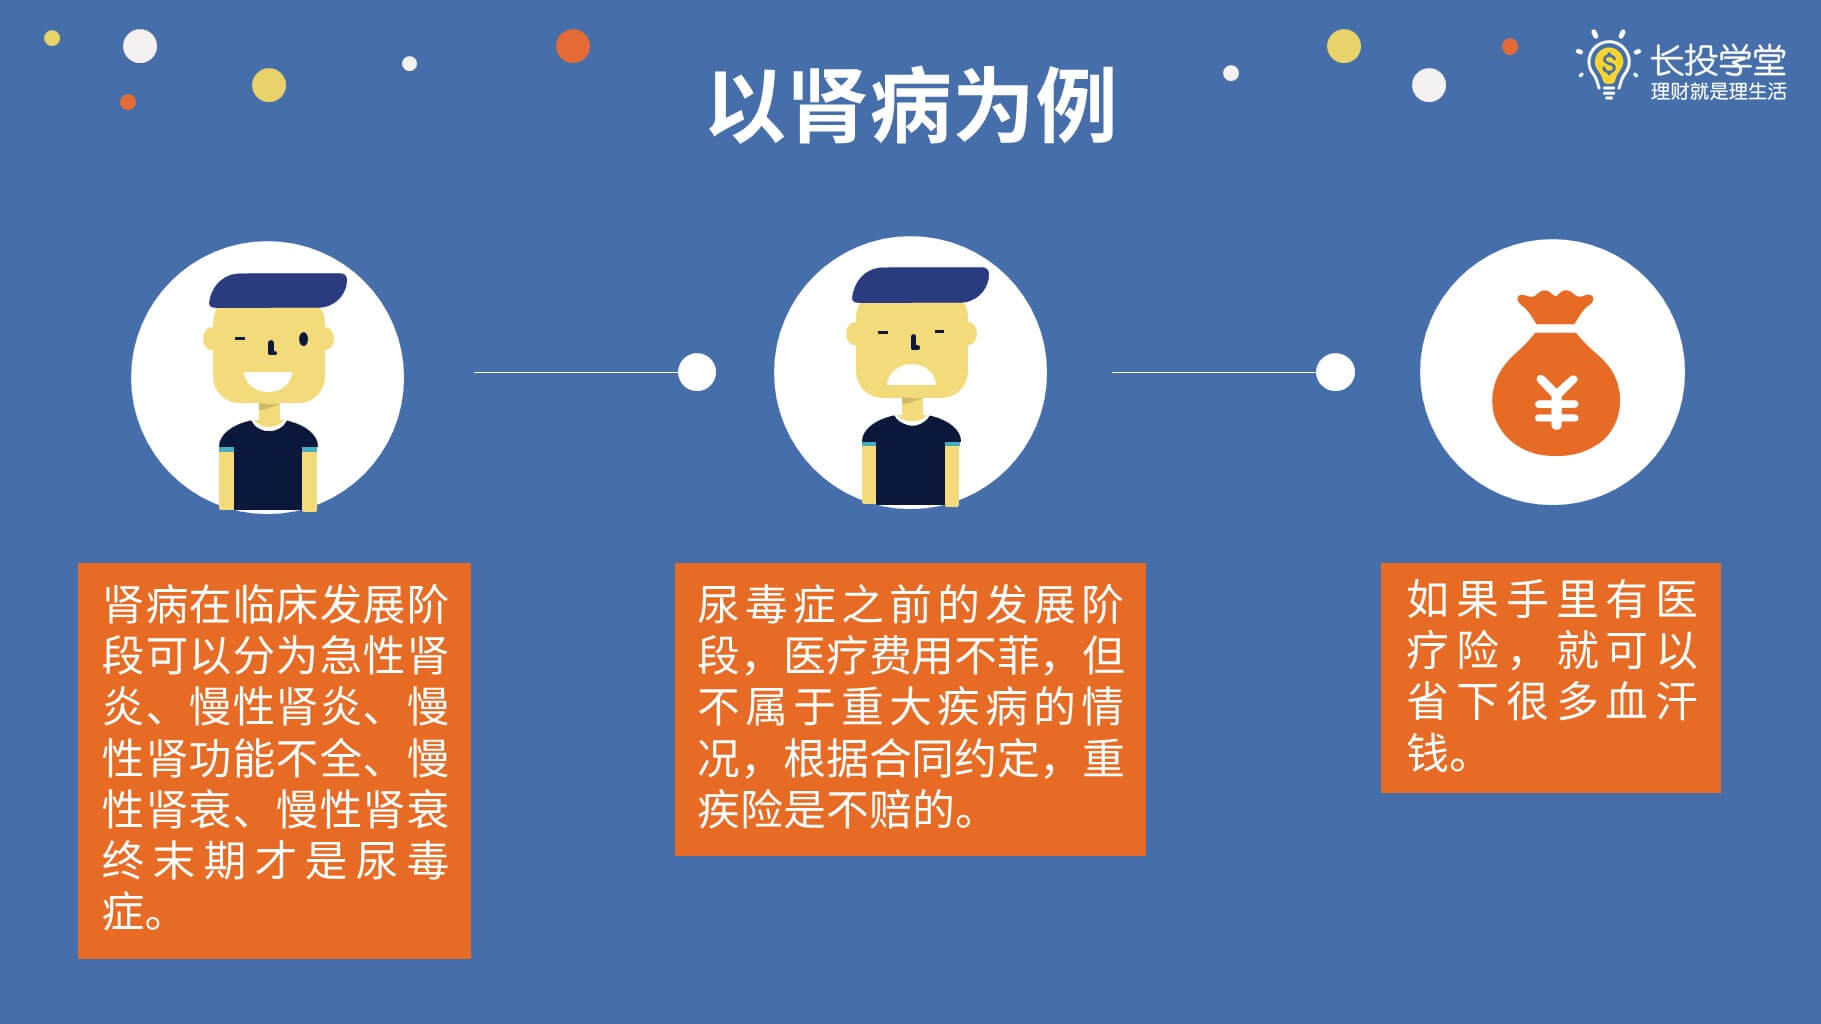 以肾病为例
长投学堂
理财就是理生活
肾病在临床发展阶
段可以分为急性肾
炎、慢性肾炎、慢
性肾功能不全、慢
性肾衰、慢性肾衰
终末期才是尿毒
症。
尿毒症之前的发展阶
段，医疗费用不菲，但
不属于重大疾病的情
况，根据合同约定，重
疾险是不赔的。
如果手里有医
疗险，就可以
省下很多血汗
钱。